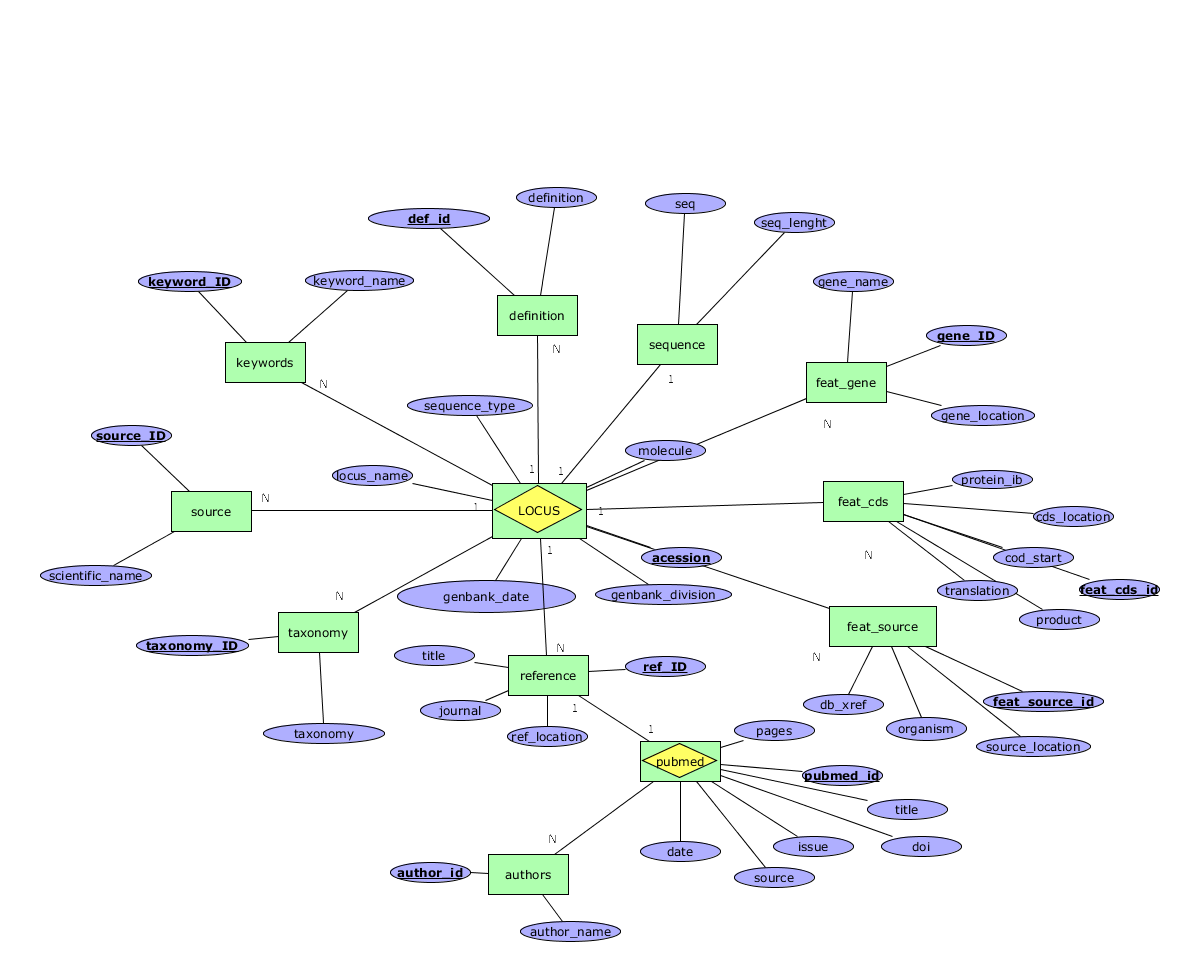 definition
def_id
seq
seq_lenght
keyword_ID
keyword_name
gene_name
definition
gene_ID
sequence
N
keywords
1
feat_gene
N
sequence_type
gene_location
N
source_ID
molecule
1
1
locus_name
protein_ib
N
1
feat_cds
source
LOCUS
1
cds_location
1
N
acession
cod_start
scientific_name
feat_cds_id
translation
N
genbank_date
genbank_division
product
taxonomy
feat_source
taxonomy_ID
N
title
N
reference
ref_ID
feat_source_id
db_xref
1
journal
organism
1
pages
taxonomy
ref_location
source_location
pubmed
pubmed_id
title
N
date
issue
doi
author_id
authors
source
author_name